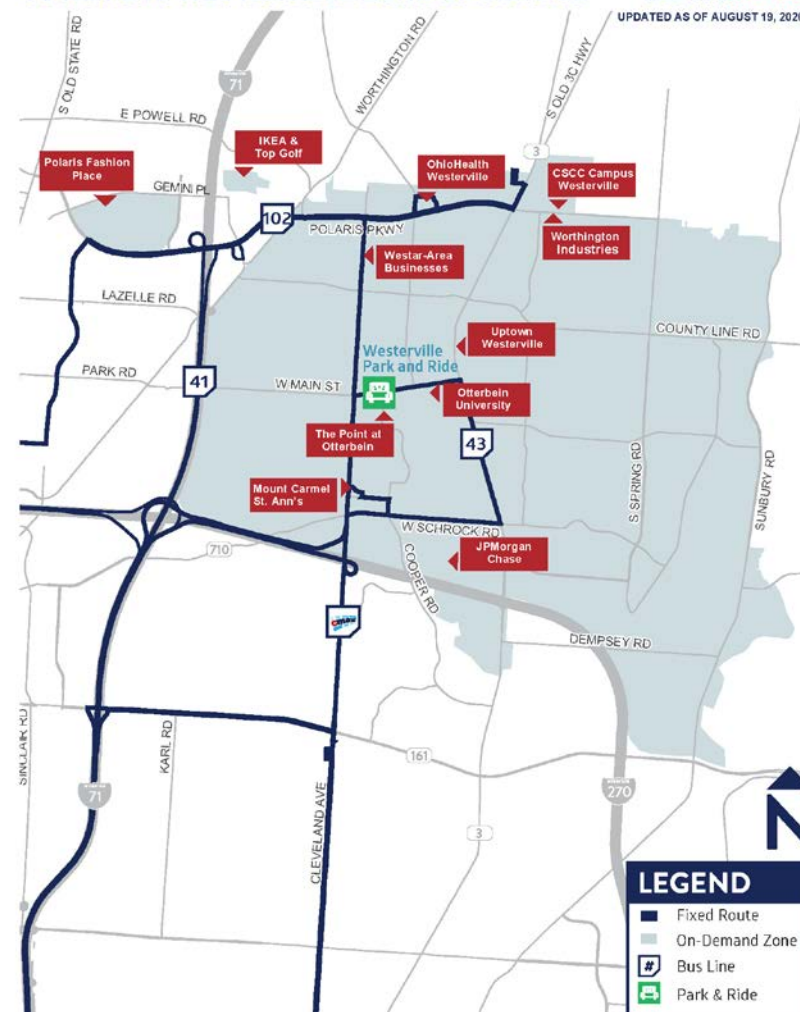 UPDATED AS OF AUGUST 19, 2020
S OLD STATE RD
71
WORTHINGTON RD
S OLD 3C HWY
E POWELL RD
3
IKEA &
Top Golf
Polaris Fashion
Place
GEMINI PL
OhioHealth
Westerville
CSCC Campus
Westerville
102
POLARIS PKWY
Worthington
Industries
Westar-Area
Businesses
LAZELLE RD
COUNTY LINE RD
Uptown
Westerville
Westerville
Park and Ride
PARK RD
41
W MAIN ST
Otterbein
University
The Point at
Otterbein
43
S SPRING RD
SUNBURY RD
Mount Carmel
St. Ann's
W SCHROCK RD
710
JPMorgan
Chase
COOPER RD
CMAX
DEMPSEY RD
SINCLAIR RD
KARL RD
161
71
270
CLEVELAND AVE
3
N
LEGEND
Fixed Route
On-Demand Zone
# Bus Line
Park & Ride